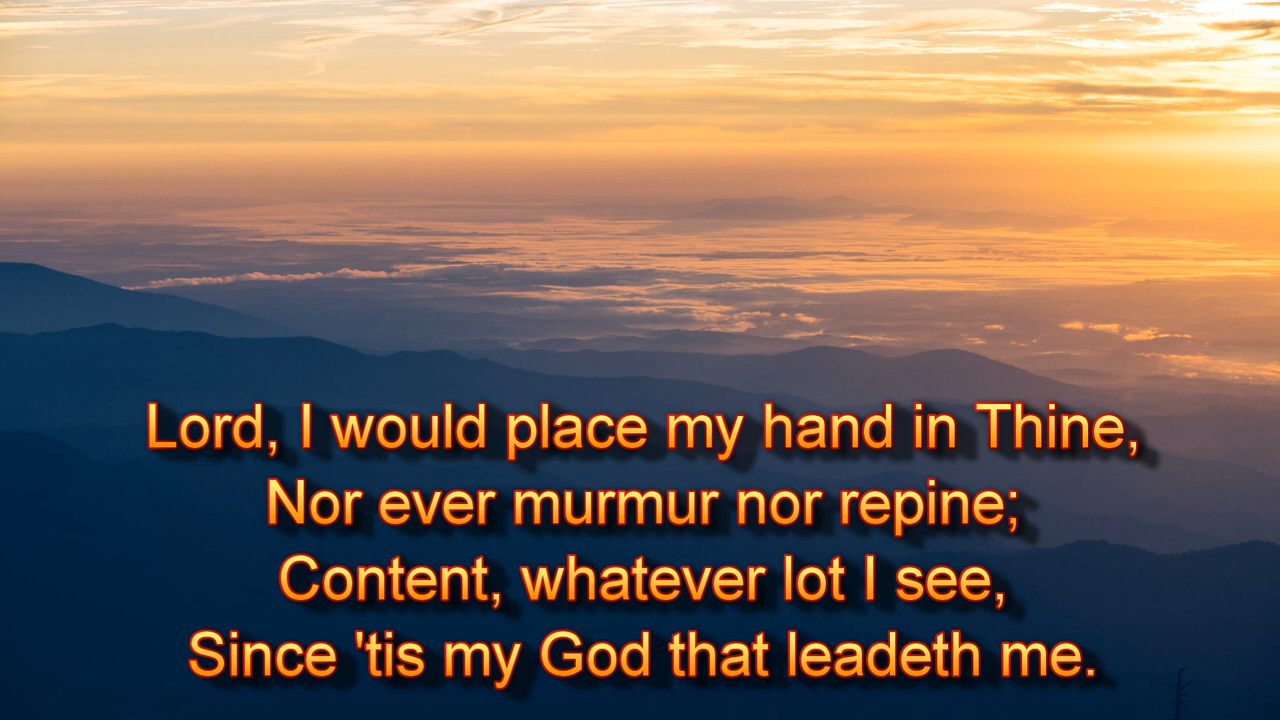 Lord, I would place my hand in Thine,
Nor ever murmur nor repine;
Content, whatever lot I see,
Since 'tis my God that leadeth me.